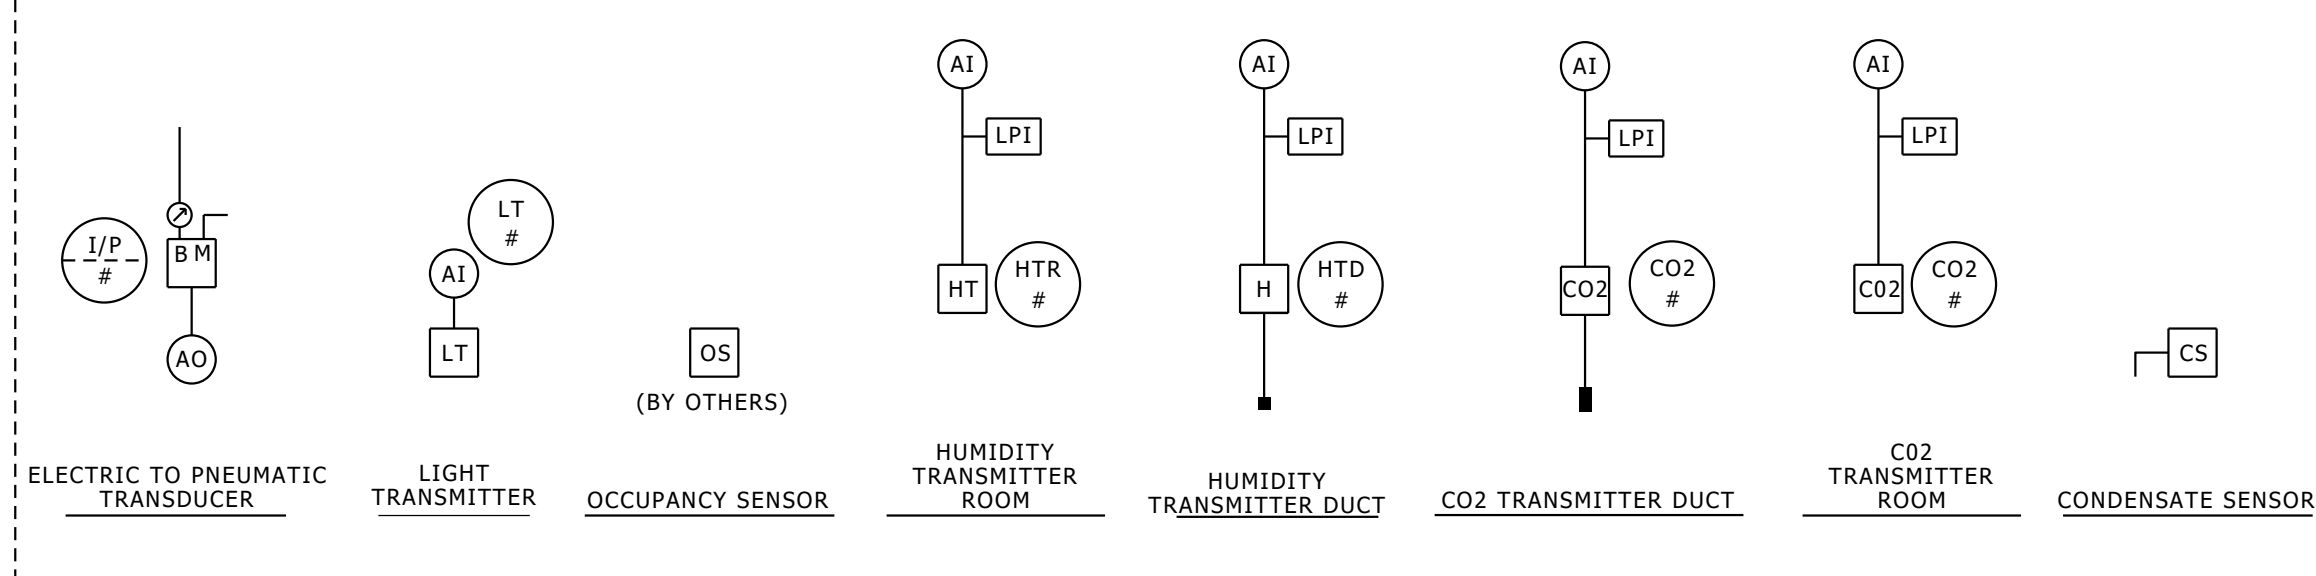 I/P
#
B M
AO
ELECTRIC TO PNEUMATIC
TRANSDUCER
LT
#
AI
LT
LIGHT
TRANSMITTER
OS
(BY OTHERS)
OCCUPANCY SENSOR
AI
LPI
HT
HTR
#
HUMIDITY
TRANSMITTER
ROOM
AI
LPI
H
HTD
#
HUMIDITY
TRANSMITTER DUCT
AI
LPI
CO2
CO2
#
CO2 TRANSMITTER DUCT
AI
LPI
C02
CO2
#
C02
TRANSMITTER
ROOM
CS
CONDENSATE SENSOR